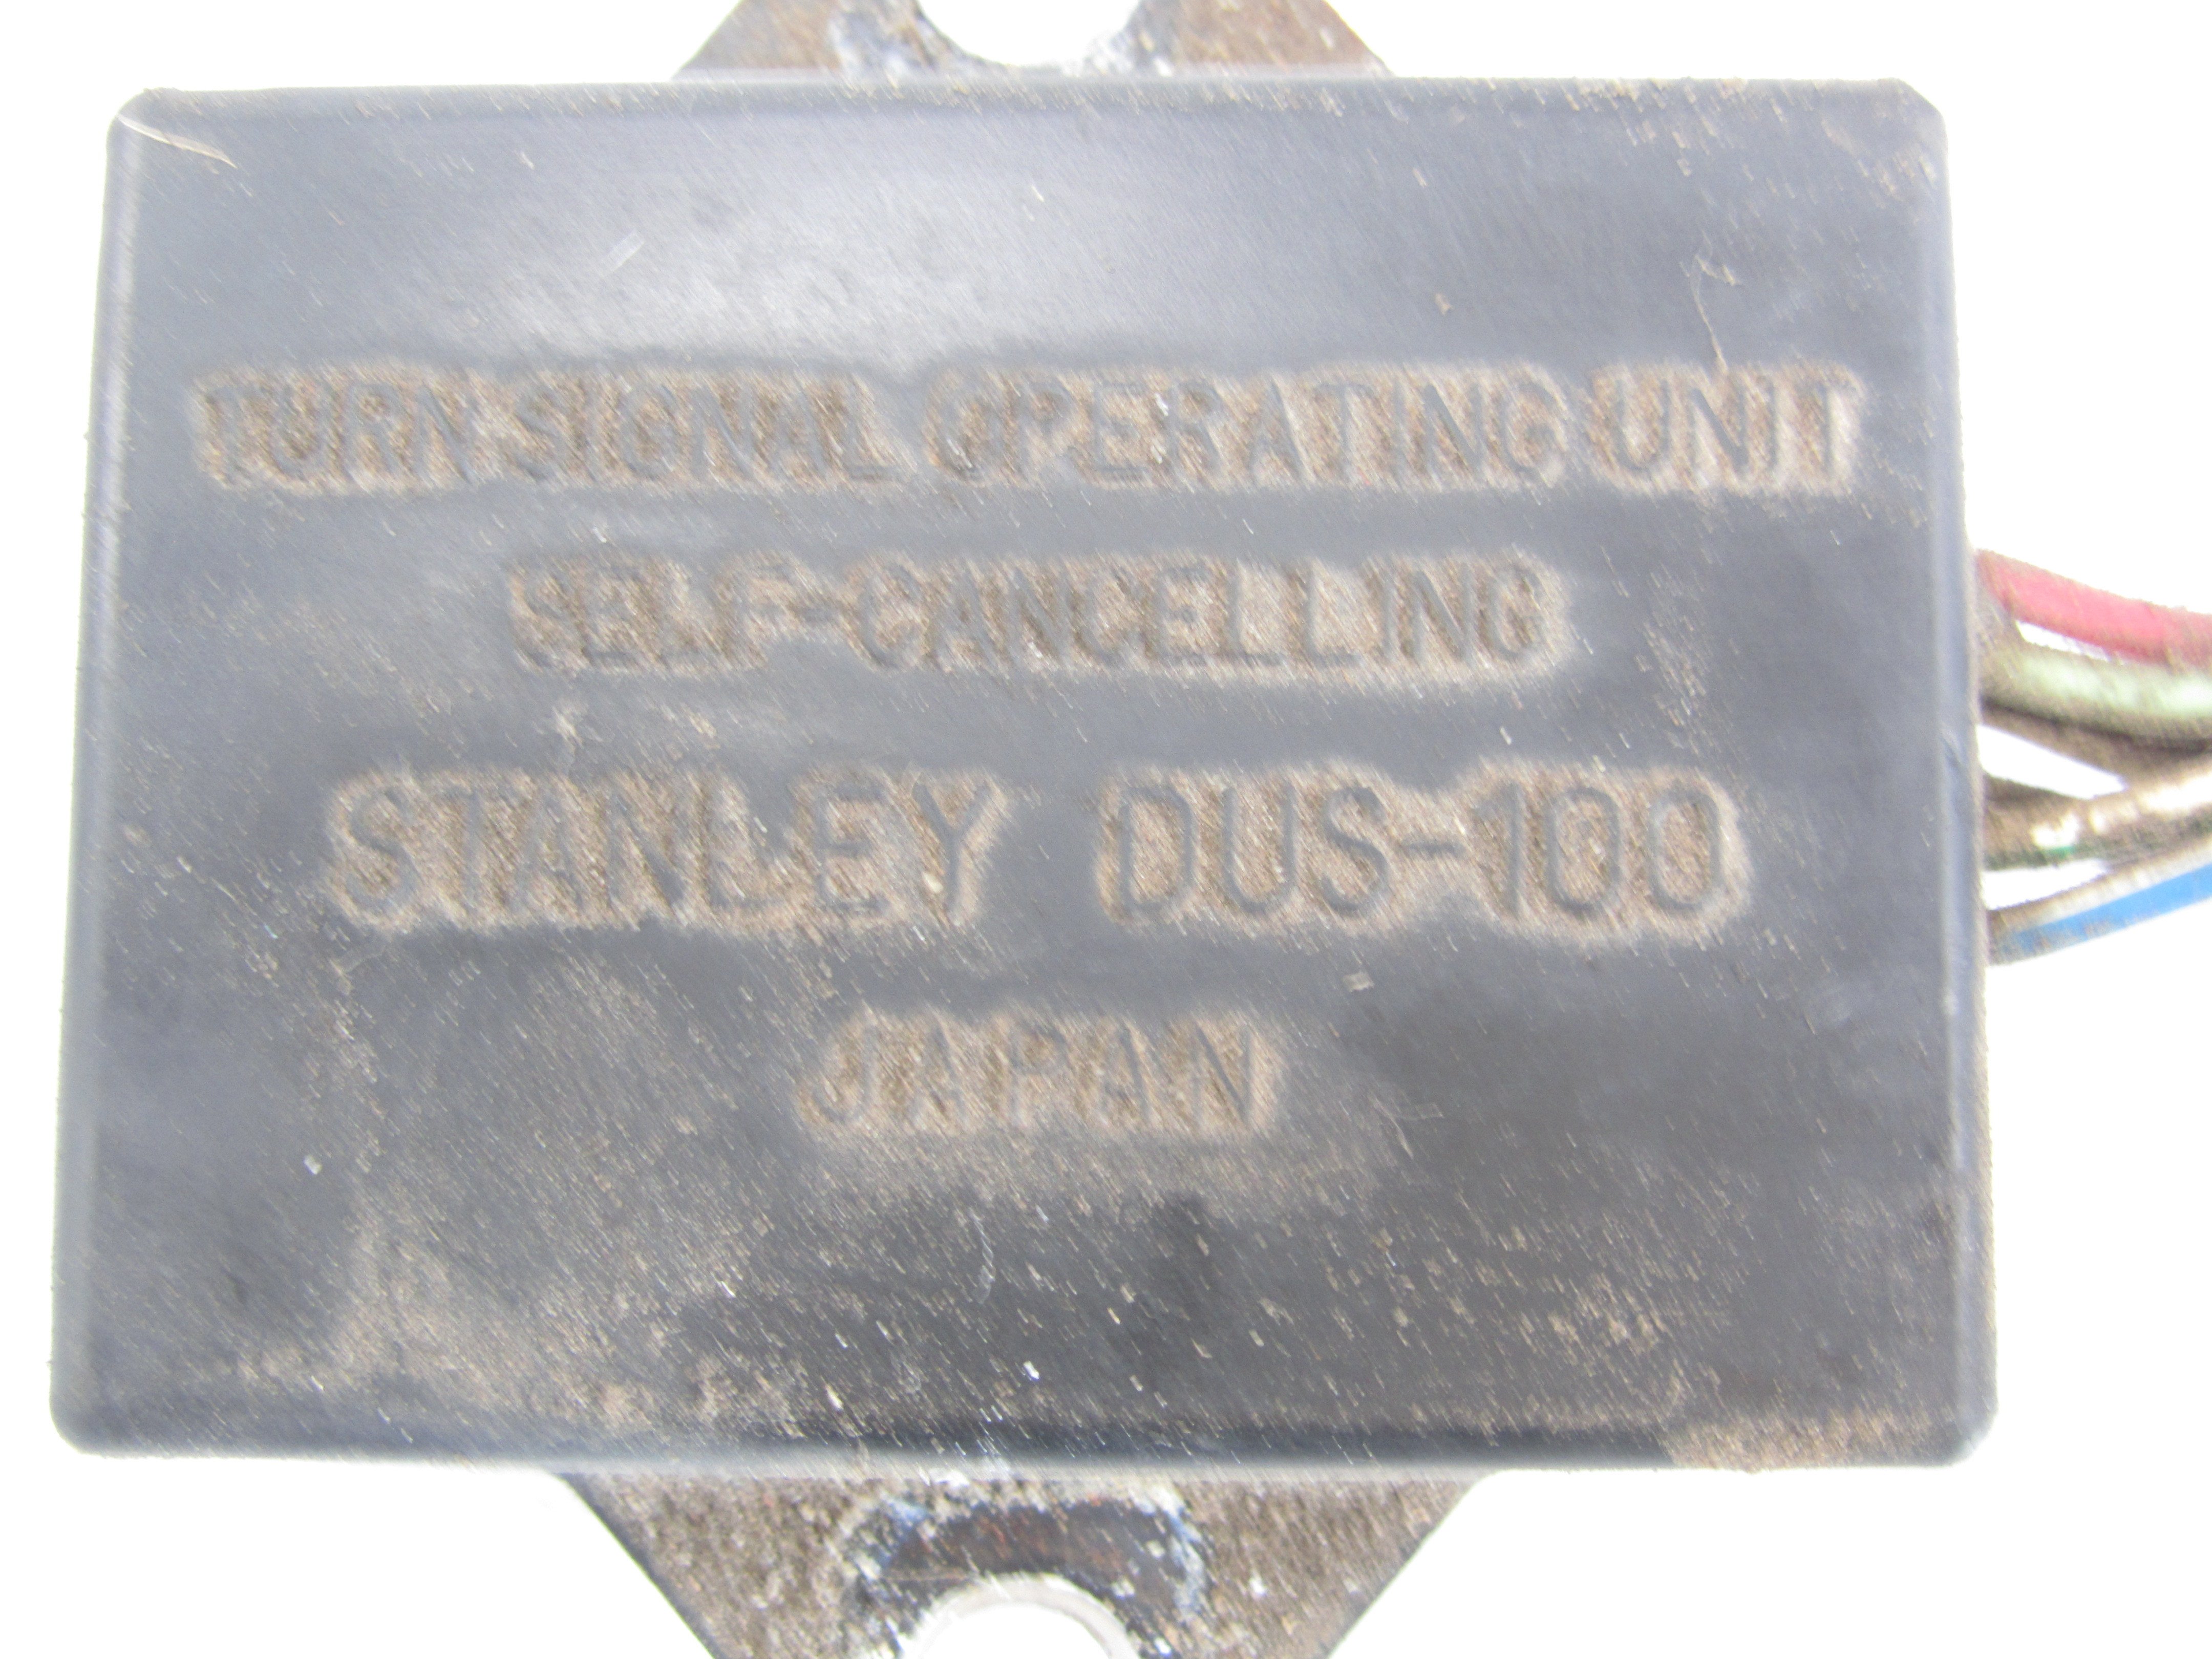 TURN SIGNAL OPERATING UNIT
SELF-CANCELLING
STANLEY DUS-100
JAPAN